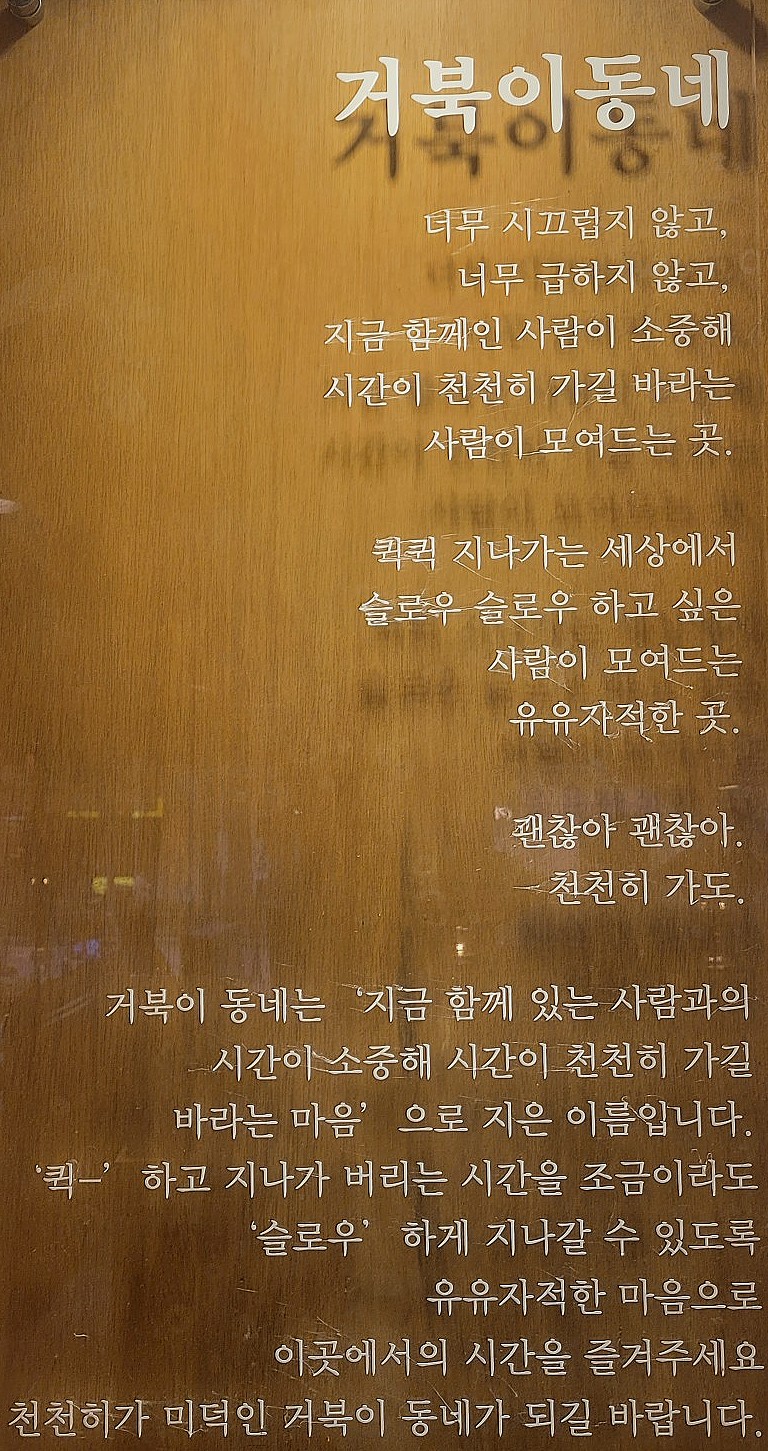 거북이동네
너무 시끄럽지 않고,
너무 급하지 않고,
지금 함께인 사람이 소중해
시간이 천천히 가길 바라는
사람이 모여드는 곳.
퀵퀵 지나가는 세상에서
슬로우 슬로우 하고 싶은
사람이 모여드는
유유자적한 곳.
괜찮아 괜찮아.
천천히 가도.
거북이 동네는 ‘지금 함께 있는 사람과의
시간이 소중해 시간이 천천히 가길
바라는 마음’ 으로 지은 이름입니다.
‘퀵-’ 하고 지나가 버리는 시간을 조금이라도
‘슬로우’ 하게 지나갈 수 있도록
유유자적한 마음으로
이곳에서의 시간을 즐겨주세요
천천히가 미덕인 거북이 동네가 되길 바랍니다.